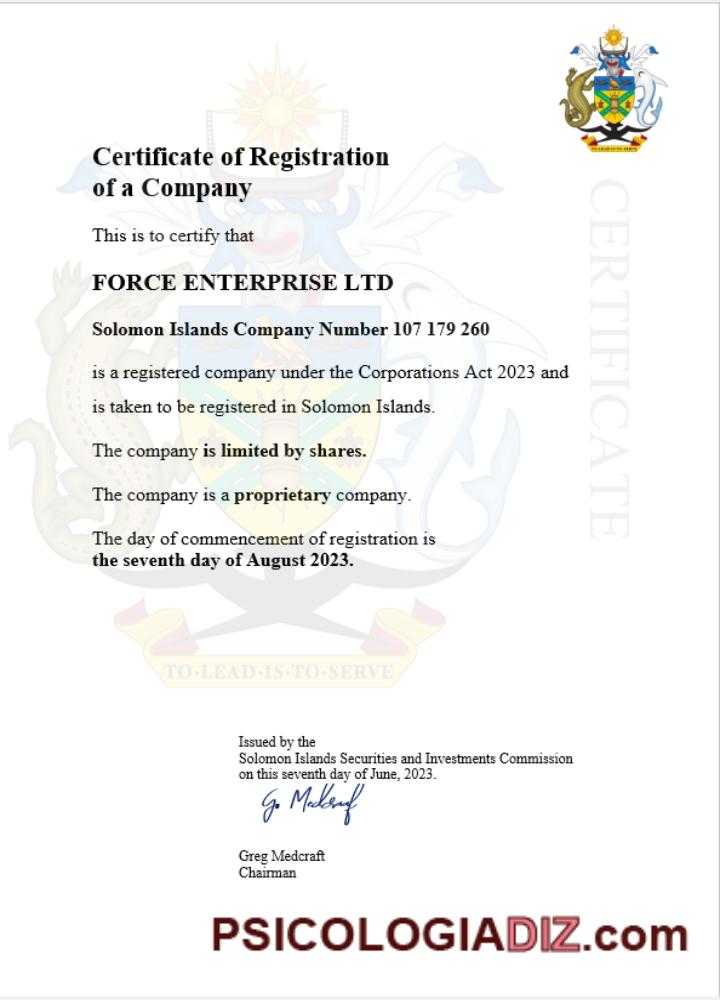 TO·LEAD·IS·TO·SERVE
Certificate of Registration
of a Company
This is to certify that
FORCE ENTERPRISE LTD
Solomon Islands Company Number 107 179 260
is a registered company under the Corporations Act 2023 and
is taken to be registered in Solomon Islands.
The company is limited by shares.
The company is a proprietary company.
The day of commencement of registration is
the seventh day of August 2023.
CERTIFICATE
TO·LEAD·IS·TO·SERVE
Issued by the
Solomon Islands Securities and Investments Commission
on this seventh day of June, 2023.
G. Medcraft
Greg Medcraft
Chairman
PSICOLOGIADIZ.com